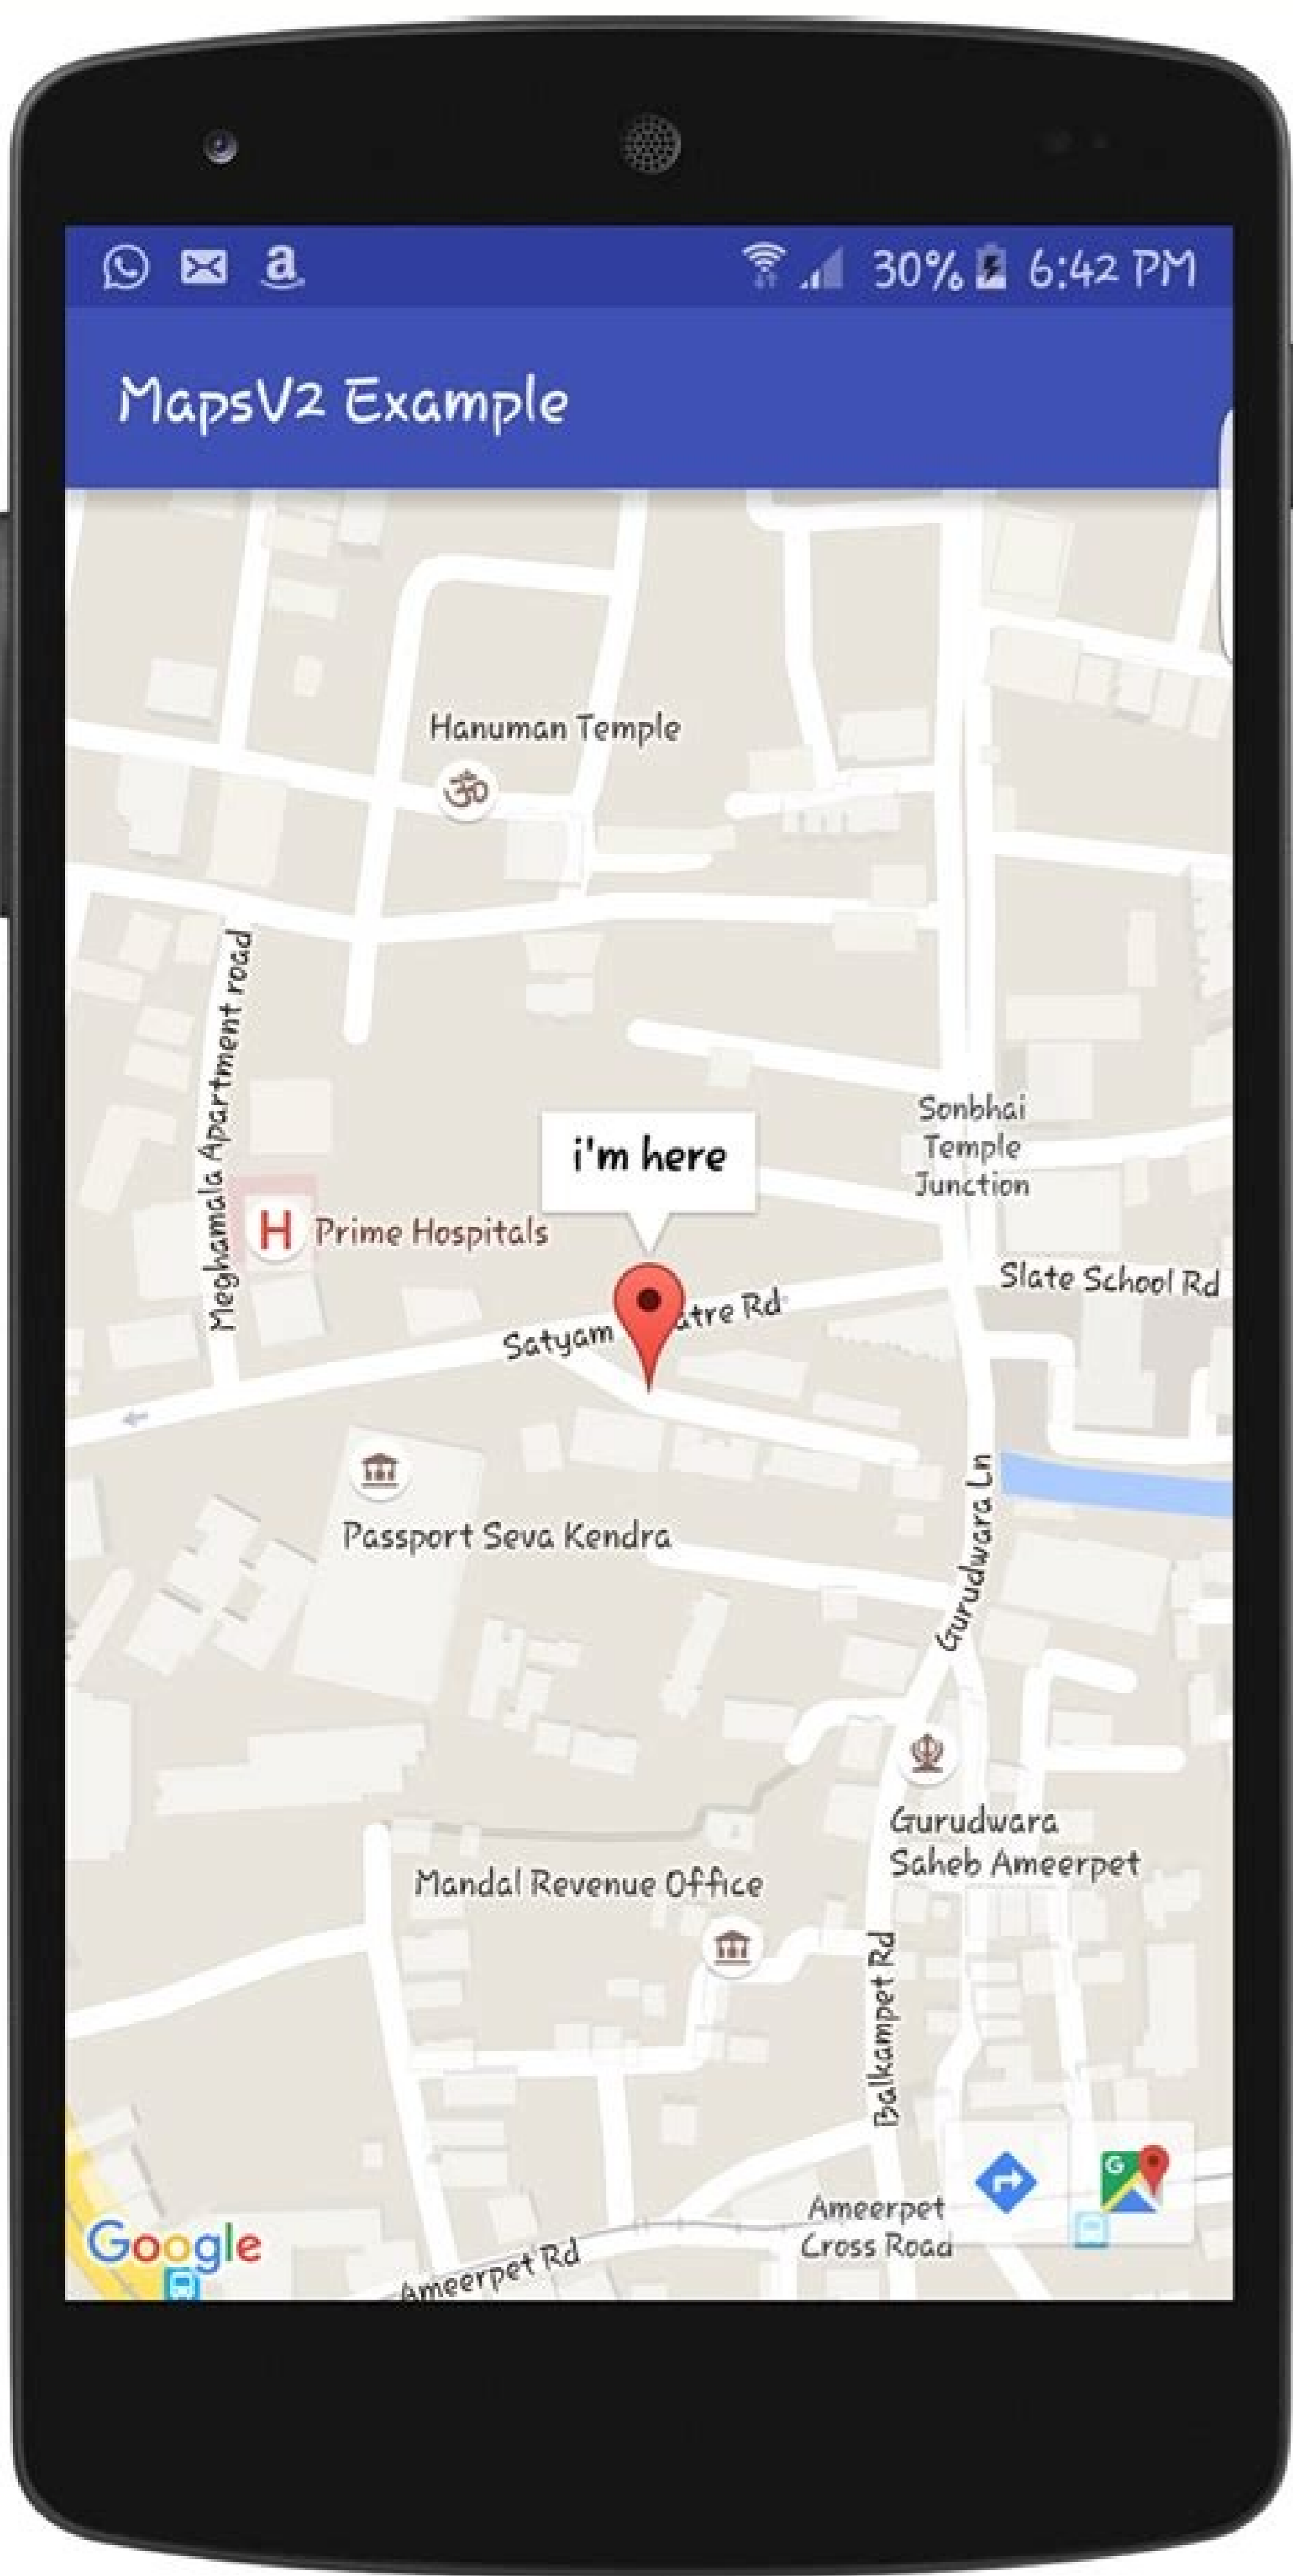 30% 6:42 PM
MapsV2 Example
Hanuman Temple
Meghamala Apartment road
Sonbhai
Temple
Junction
i'm here
H Prime Hospitals
Slate School Rd
Satyam atre Rd
Passport Seva Kendra
Gurudwara Ln
Gurudwara
Saheb Ameerpet
Mandal Revenue Office
Balkampet Rd
Ameerpet
Cross Road
Google
Ameerpet Rd